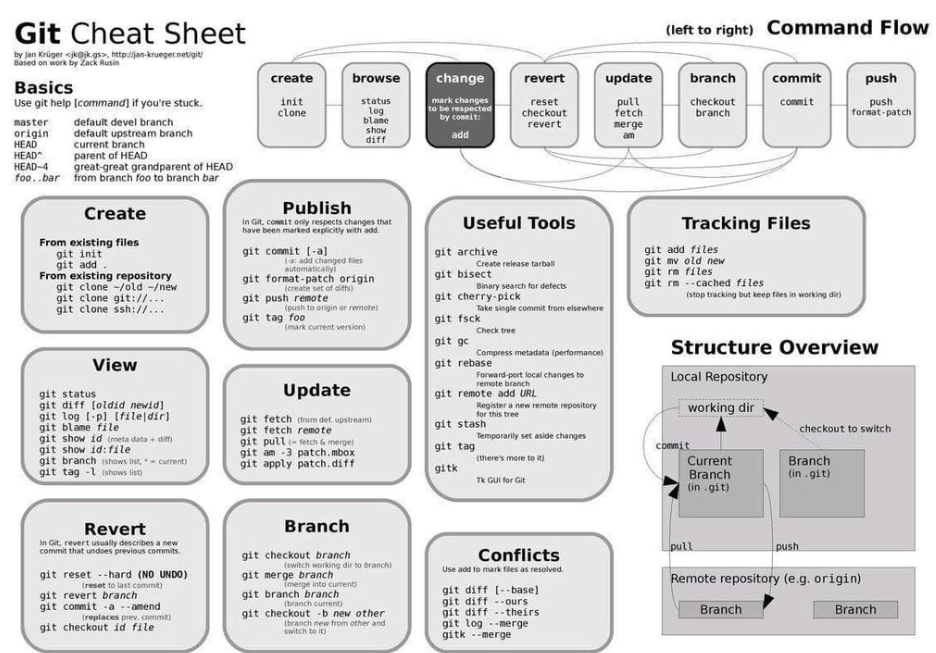 Git Cheat Sheet
by Jan Krüger <jk@jk.gs>, http://jan-krueger.net/git/
Based on work by Zack Rusin
Basics
Use git help [command] if you're stuck.
master default devel branch
origin default upstream branch
HEAD current branch
HEAD^ parent of HEAD
HEAD~4 great-great grandparent of HEAD
foo..bar from branch foo to branch bar
(left to right) Command Flow
create
init
clone
browse
status
log
blame
show
diff
change
mark changes
to be respected
by commit:
add
revert
reset
checkout
revert
update
pull
fetch
merge
am
branch
checkout
branch
commit
commit
push
push
format-patch
Create
From existing files
git init
git add .
From existing repository
git clone ~/old ~/new
git clone git://...
git clone ssh://...
View
git status
git diff [oldid newid]
git log [-p] [file|dir]
git blame file
git show id (meta data + diff)
git show id:file
git branch (shows list, * = current)
git tag -l (shows list)
Revert
In Git, revert usually describes a new
commit that undoes previous commits.
git reset --hard (NO UNDO)
(reset to last commit)
git revert branch
git commit -a --amend
(replaces prev. commit)
git checkout id file
Publish
In Git, commit only respects changes that
have been marked explicitly with add.
git commit [-a]
(-a: add changed files
automatically)
git format-patch origin
(create set of diffs)
git push remote
(push to origin or remote)
git tag foo
(mark current version)
Update
git fetch (from def. upstream)
git fetch remote
git pull (= fetch & merge)
git am -3 patch.mbox
git apply patch.diff
Branch
git checkout branch
(switch working dir to branch)
git merge branch
(merge into current)
git branch branch
(branch current)
git checkout -b new other
(branch new from other and
switch to it)
Useful Tools
git archive
Create release tarball
git bisect
Binary search for defects
git cherry-pick
Take single commit from elsewhere
git fsck
Check tree
git gc
Compress metadata (performance)
git rebase
Forward-port local changes to
remote branch
git remote add URL
Register a new remote repository
for this tree
git stash
Temporarily set aside changes
git tag
(there's more to it)
gitk
Tk GUI for Git
Conflicts
Use add to mark files as resolved.
git diff [--base]
git diff --ours
git diff --theirs
git log --merge
gitk --merge
Tracking Files
git add files
git mv old new
git rm files
git rm --cached files
(stop tracking but keep files in working dir)
Structure Overview
Local Repository
working dir
checkout to switch
commit
Current
Branch
(in .git)
Branch
(in .git)
pull
push
Remote repository (e.g. origin)
Branch
Branch